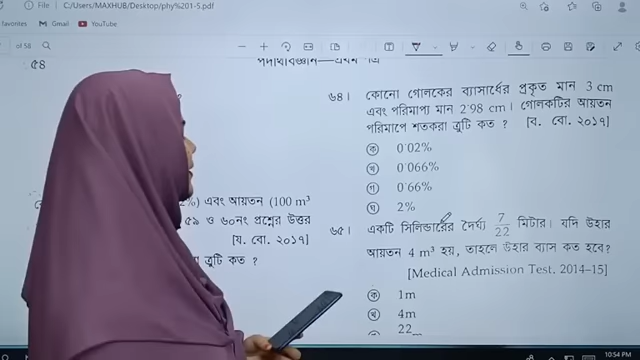 C:/Users/MAXHUB/Desktop/phy%201-5.pdf
favorites Gmail YouTube
of 58
৫৪
পদার্থবিজ্ঞান—প্রথম পত্র
৬৪। কোনো গোলকের ব্যাসার্ধের প্রকৃত মান 3 cm
এবং পরিমাপ্য মান 2·98 cm। গোলকটির আয়তন
পরিমাপে শতকরা ত্রুটি কত ? [ব. বো. ২০১৭]
ক 0·02%
খ 0·066%
গ 0·66%
ঘ 2%
%) এবং আয়তন (100 m³
৫৯ ও ৬০নং প্রশ্নের উত্তর
[য. বো. ২০১৭]
ত্রুটি কত ?
৬৫। একটি সিলিন্ডারের দৈর্ঘ্য 7/22 মিটার। যদি উহার
আয়তন 4 m³ হয়, তাহলে উহার ব্যাস কত হবে?
[Medical Admission Test. 2014–15]
ক 1m
খ 4m
22
10:54 PM